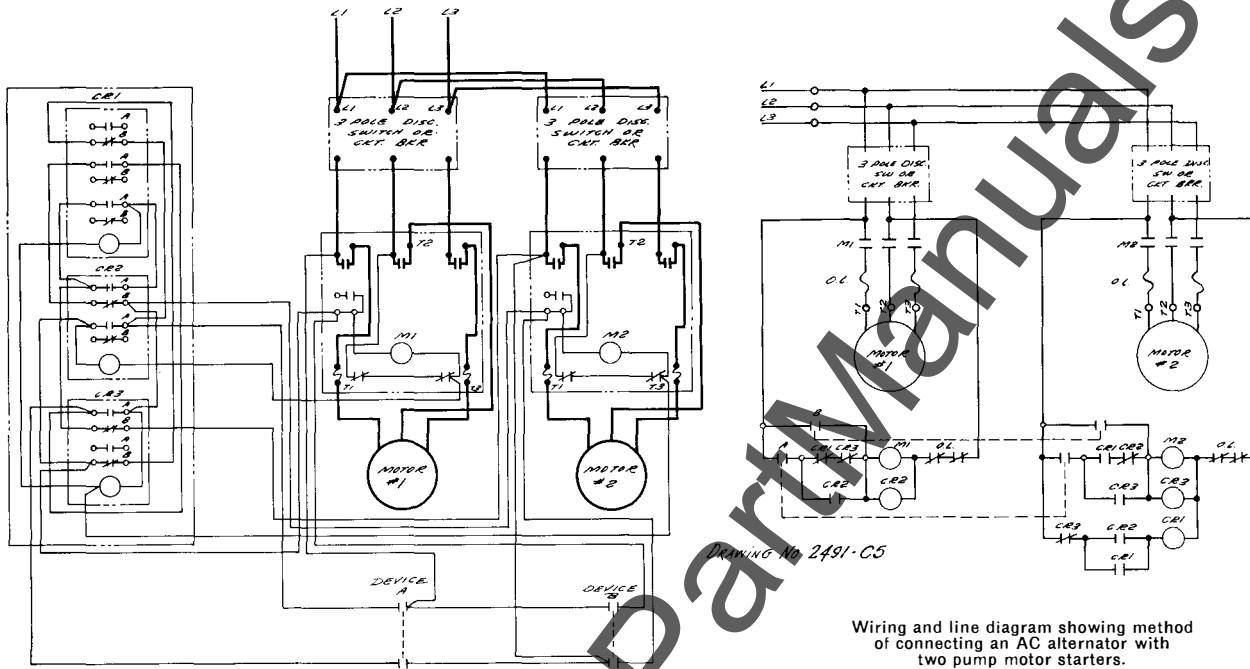 L1 L2 L3
CR1
A
B
A
B
A
B
CR2
A
B
A
B
CR3
A
B
A
B
L1 L2 L3
3 POLE DISC.
SWITCH OR
CKT. BKR
L1 L2 L3
3 POLE DISC.
SWITCH OR
CKT. BKR
T2
M1
T1 T3
MOTOR
#1
T2
M2
T1 T3
MOTOR
#2
DEVICE
A
DEVICE
B
L1
L2
L3
3 POLE DISC
SW OR
CKT BKR.
3 POLE DISC
SW OR
CKT BKR.
M1
O.L.
T1 T2 T3
MOTOR
#1
M2
O.L.
T1 T2 T3
MOTOR
#2
B
A CR1 CR3 M1 O.L.
CR2 CR2
CR1 CR2 M2 O.L.
CR3 CR3
CR3 CR2 CR1
CR1
DRAWING NO 2491-C5
Wiring and line diagram showing method
of connecting an AC alternator with
two pump motor starters.
PartManuals